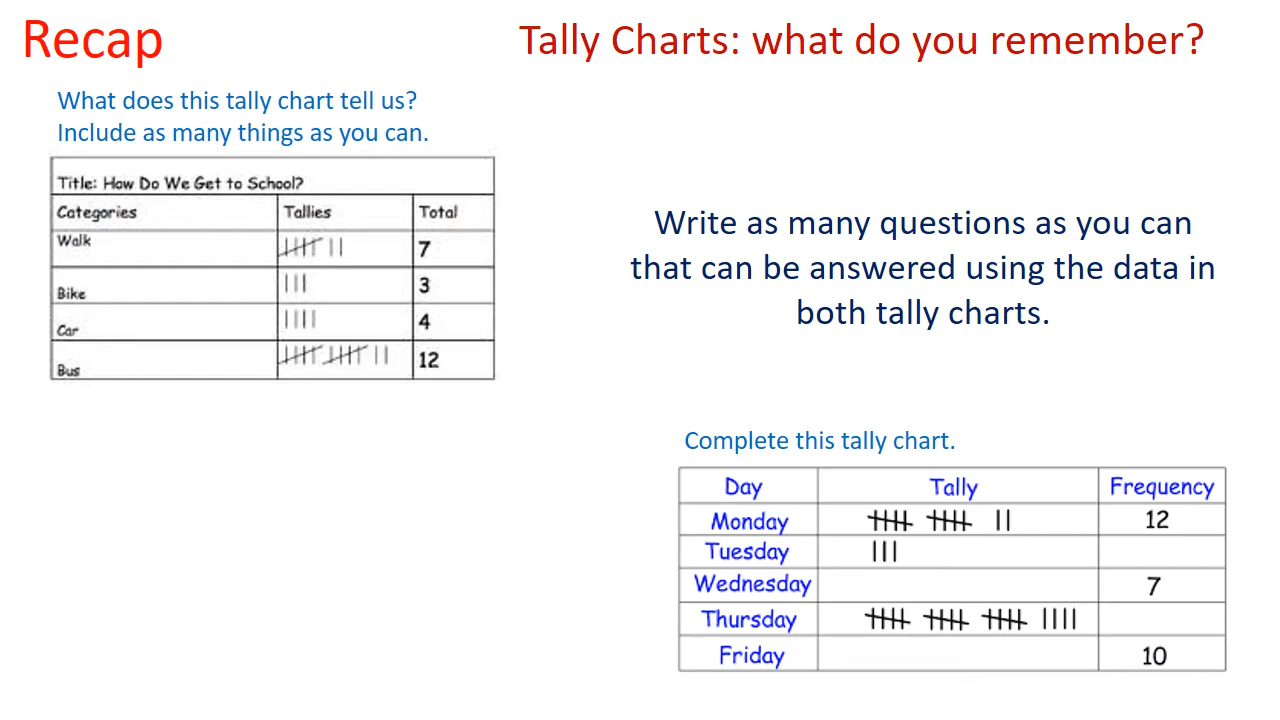 Recap
Tally Charts: what do you remember?
What does this tally chart tell us?
Include as many things as you can.
Title: How Do We Get to School?
Categories Tallies Total
Walk 7
Bike 3
Car 4
Bus 12
Write as many questions as you can
that can be answered using the data in
both tally charts.
Complete this tally chart.
Day Tally Frequency
Monday 12
Tuesday
Wednesday 7
Thursday
Friday 10